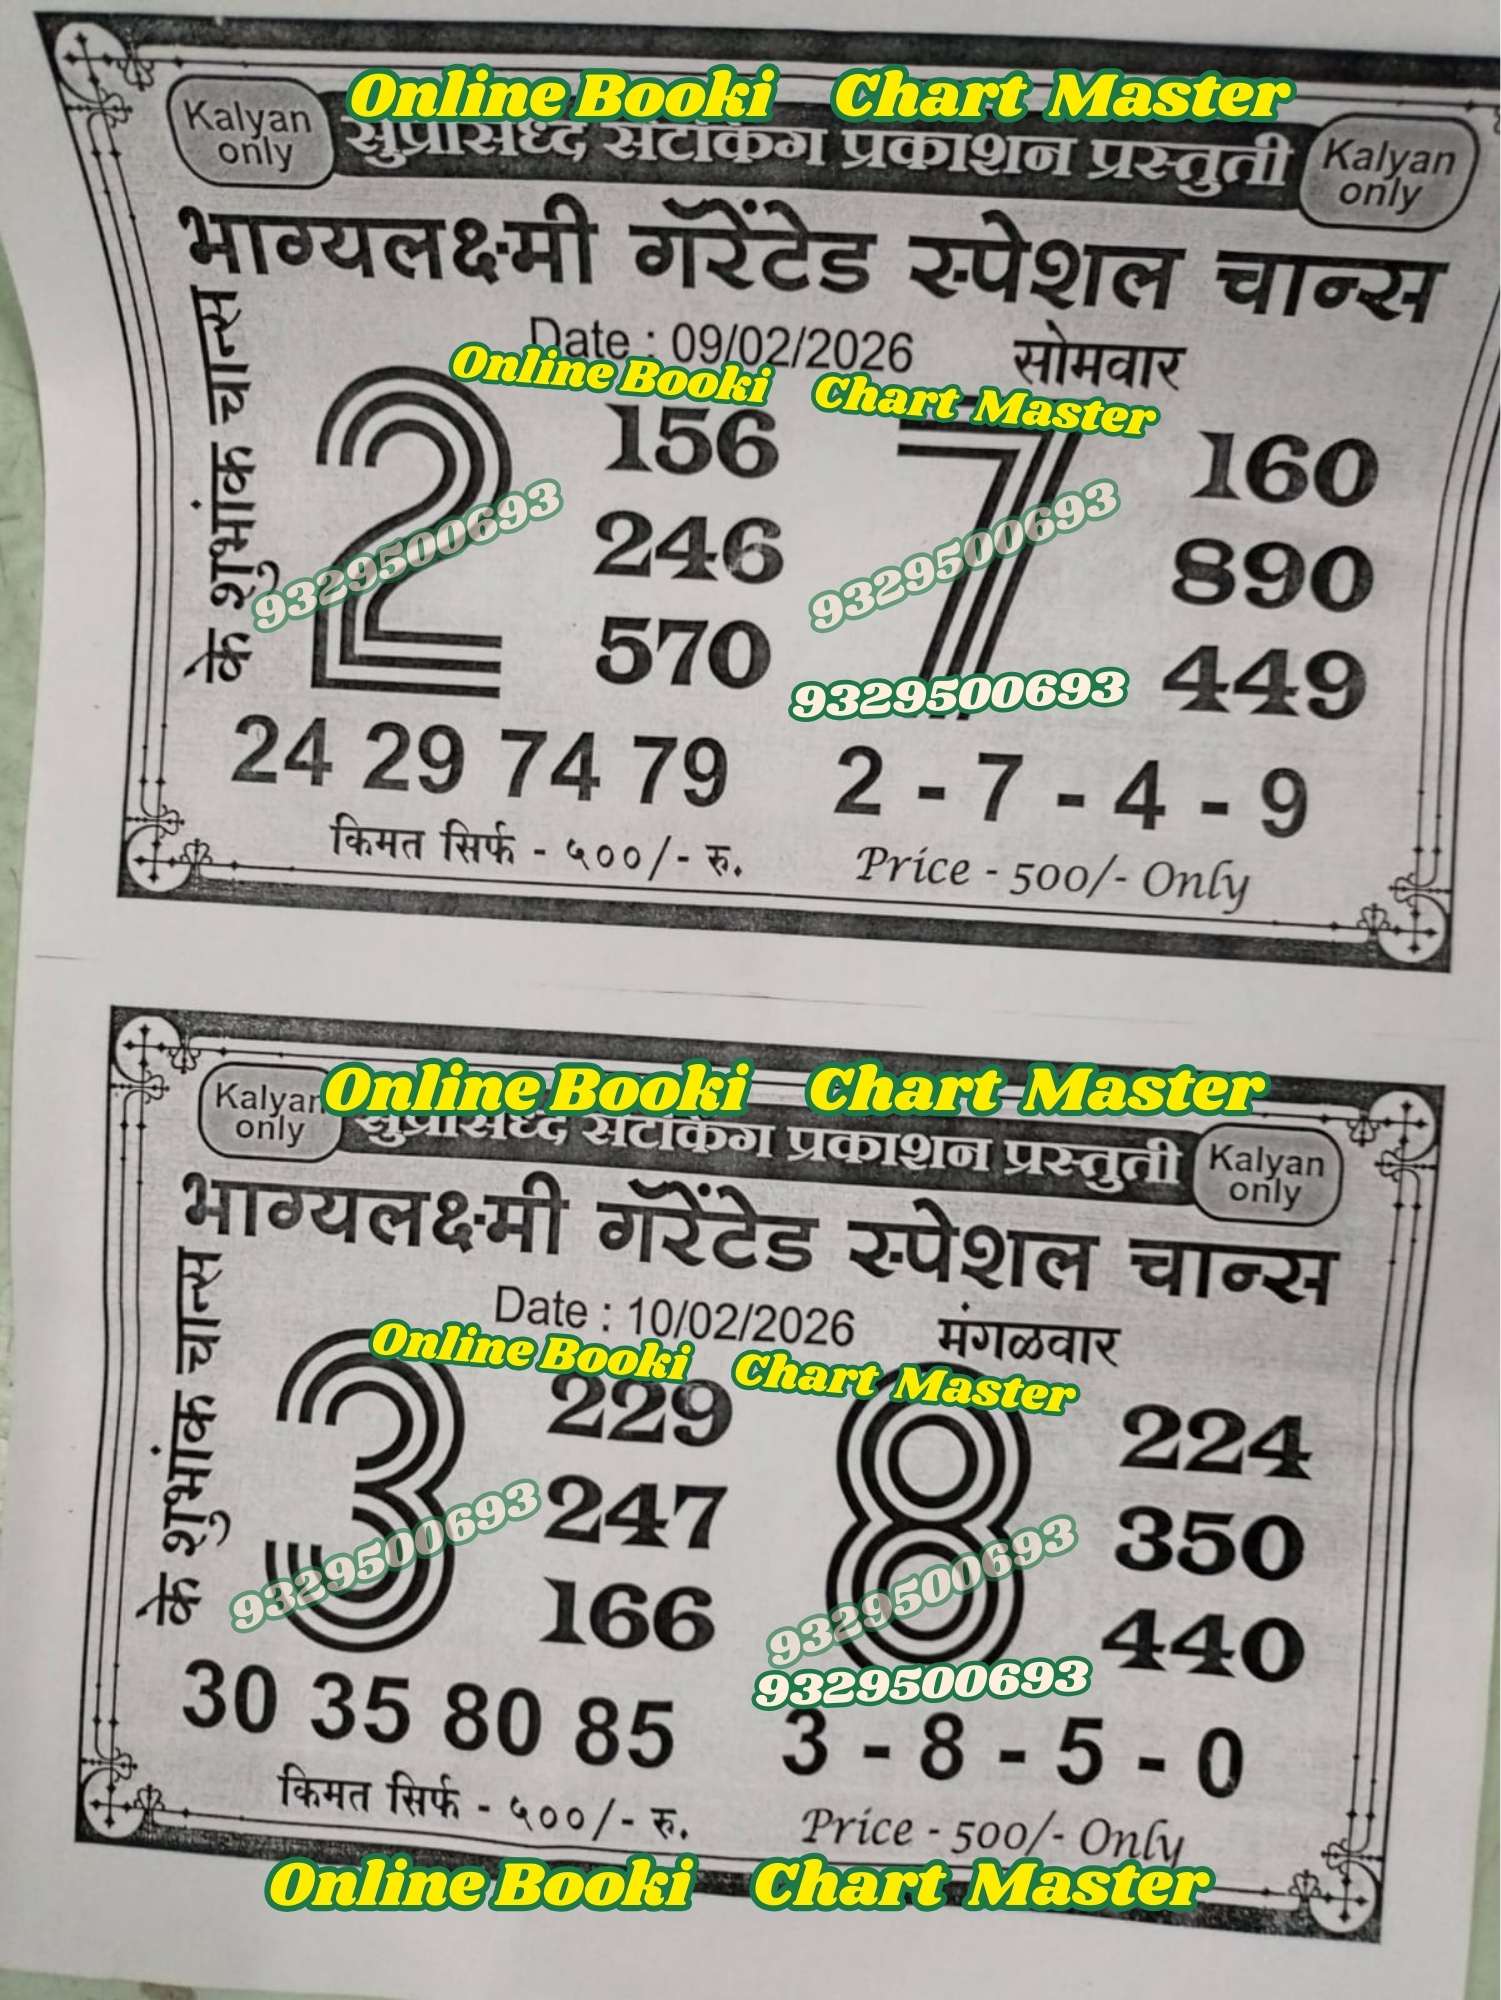 Online Booki Chart Master
Kalyan only
सुप्रसिध्द सटाकिंग प्रकाशन प्रस्तुती
Kalyan only
भाग्यलक्ष्मी गॅरेंटेड स्पेशल चान्स
Date : 09/02/2026 सोमवार
Online Booki Chart Master
के शुभांक चान्स
2 156 7 160
246 890
9329500693 9329500693
570 449
9329500693
24 29 74 79 2 - 7 - 4 - 9
किमत सिर्फ - ५००/- रु. Price - 500/- Only
Online Booki Chart Master
Kalyan only
सुप्रसिध्द सटाकिंग प्रकाशन प्रस्तुती
Kalyan only
भाग्यलक्ष्मी गॅरेंटेड स्पेशल चान्स
Date : 10/02/2026 मंगळवार
Online Booki Chart Master
के शुभांक चान्स
3 229 8 224
247 350
9329500693 9329500693
166 440
9329500693
30 35 80 85 3 - 8 - 5 - 0
किमत सिर्फ - ५००/- रु. Price - 500/- Only
Online Booki Chart Master